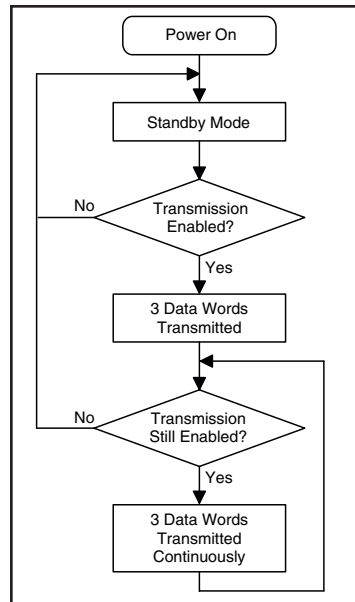 Power On
Standby Mode
Transmission
Enabled?
No
Yes
3 Data Words
Transmitted
Transmission
Still Enabled?
No
Yes
3 Data Words
Transmitted
Continuously